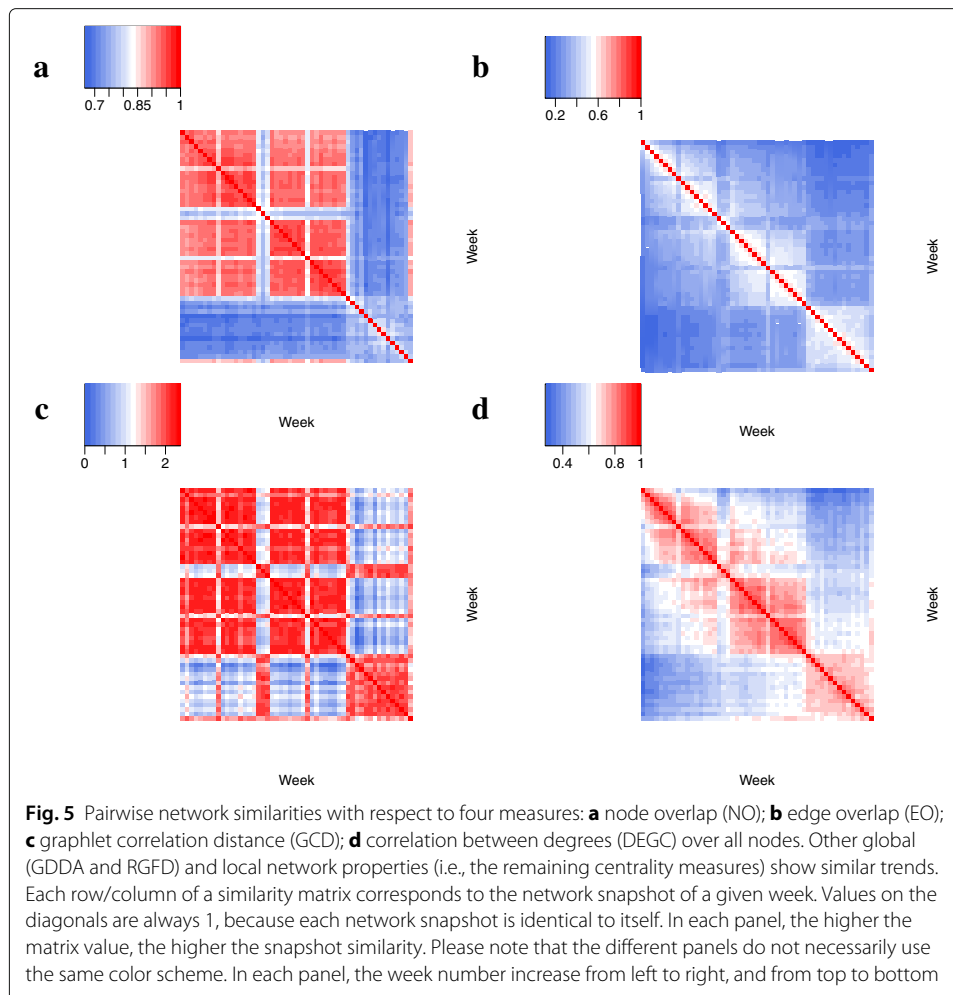 a
0.7 0.85 1
b
0.2 0.6 1
Week
Week
Week
Week
c
0 1 2
d
0.4 0.8 1
Week
Week
Week
Week
Fig. 5 Pairwise network similarities with respect to four measures: a node overlap (NO); b edge overlap (EO);
c graphlet correlation distance (GCD); d correlation between degrees (DEGC) over all nodes. Other global
(GDDA and RGFD) and local network properties (i.e., the remaining centrality measures) show similar trends.
Each row/column of a similarity matrix corresponds to the network snapshot of a given week. Values on the
diagonals are always 1, because each network snapshot is identical to itself. In each panel, the higher the
matrix value, the higher the snapshot similarity. Please note that the different panels do not necessarily use
the same color scheme. In each panel, the week number increase from left to right, and from top to bottom